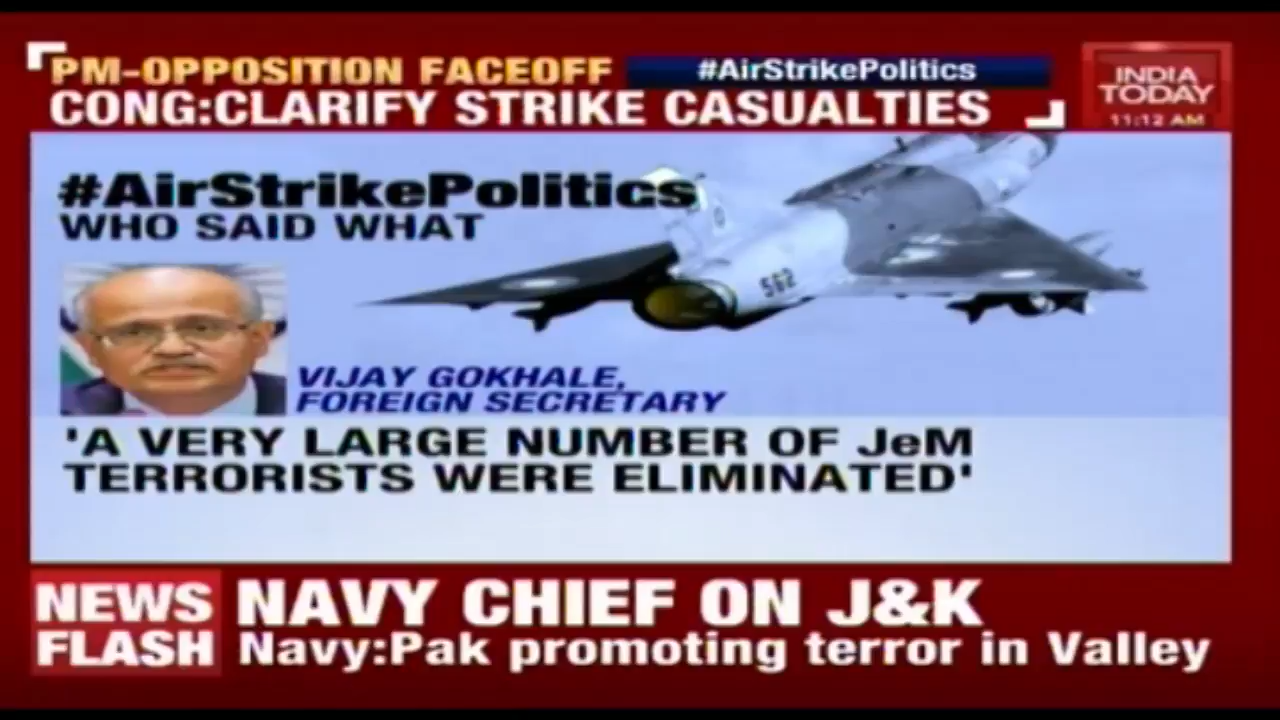 PM-OPPOSITION FACEOFF
#AirStrikePolitics
CONG:CLARIFY STRIKE CASUALTIES
INDIA
TODAY
11:12 AM
#AirStrikePolitics
WHO SAID WHAT
562
VIJAY GOKHALE,
FOREIGN SECRETARY
'A VERY LARGE NUMBER OF JeM
TERRORISTS WERE ELIMINATED'
NEWS
FLASH
NAVY CHIEF ON J&K
Navy:Pak promoting terror in Valley